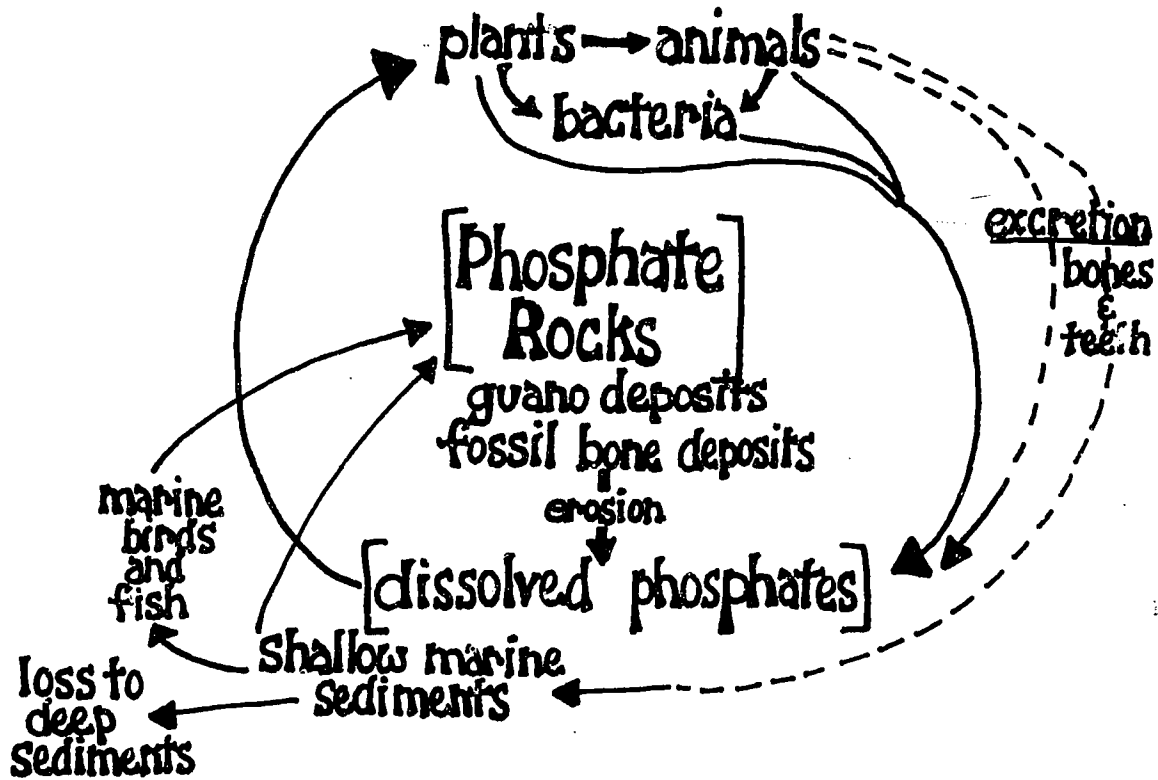 plants animals
bacteria
excretion
bones
&
teeth
Phosphate
Rocks
guano deposits
fossil bone deposits
erosion
[dissolved phosphates]
marine
birds
and
fish
Shallow marine
sediments
loss to
deep
sediments